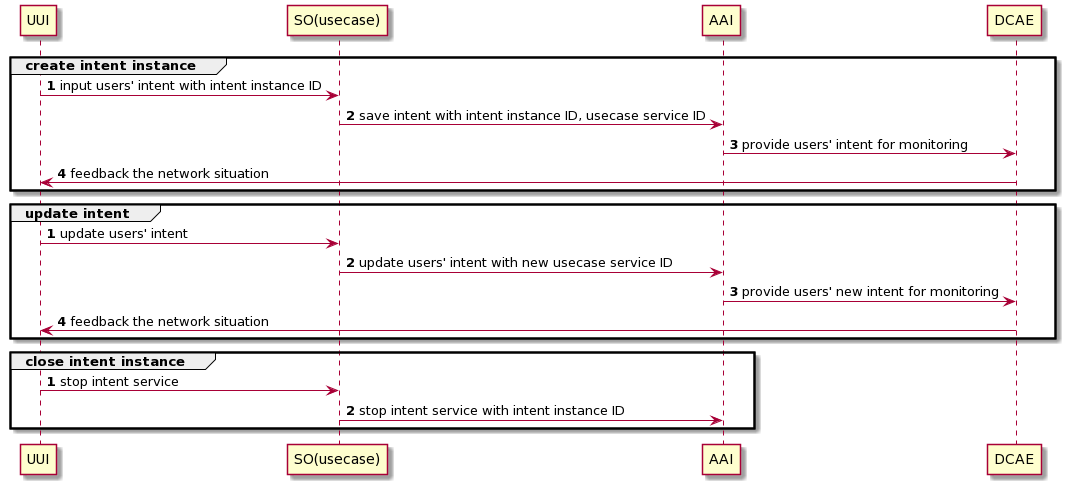 UUI SO(usecase) AAI DCAE
create intent instance
1 input users' intent with intent instance ID
2 save intent with intent instance ID, usecase service ID
3 provide users' intent for monitoring
4 feedback the network situation
update intent
1 update users' intent
2 update users' intent with new usecase service ID
3 provide users' new intent for monitoring
4 feedback the network situation
close intent instance
1 stop intent service
2 stop intent service with intent instance ID
UUI SO(usecase) AAI DCAE